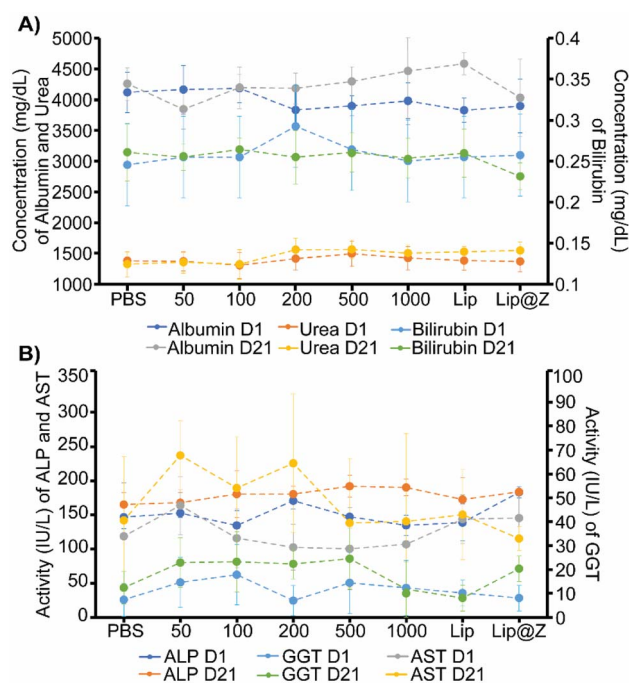 A)
Concentration (mg/dL)
of Albumin and Urea
5000
4500
4000
3500
3000
2500
2000
1500
1000
0.4
0.35
0.3
0.25
0.2
0.15
0.1
Concentration (mg/dL)
of Bilirubin
PBS 50 100 200 500 1000 Lip Lip@Z
Albumin D1 Urea D1 Bilirubin D1
Albumin D21 Urea D21 Bilirubin D21
B)
Activity (IU/L) of ALP and AST
350
300
250
200
150
100
50
0
100
90
80
70
60
50
40
30
20
10
0
Activity (IU/L) of GGT
PBS 50 100 200 500 1000 Lip Lip@Z
ALP D1 GGT D1 AST D1
ALP D21 GGT D21 AST D21